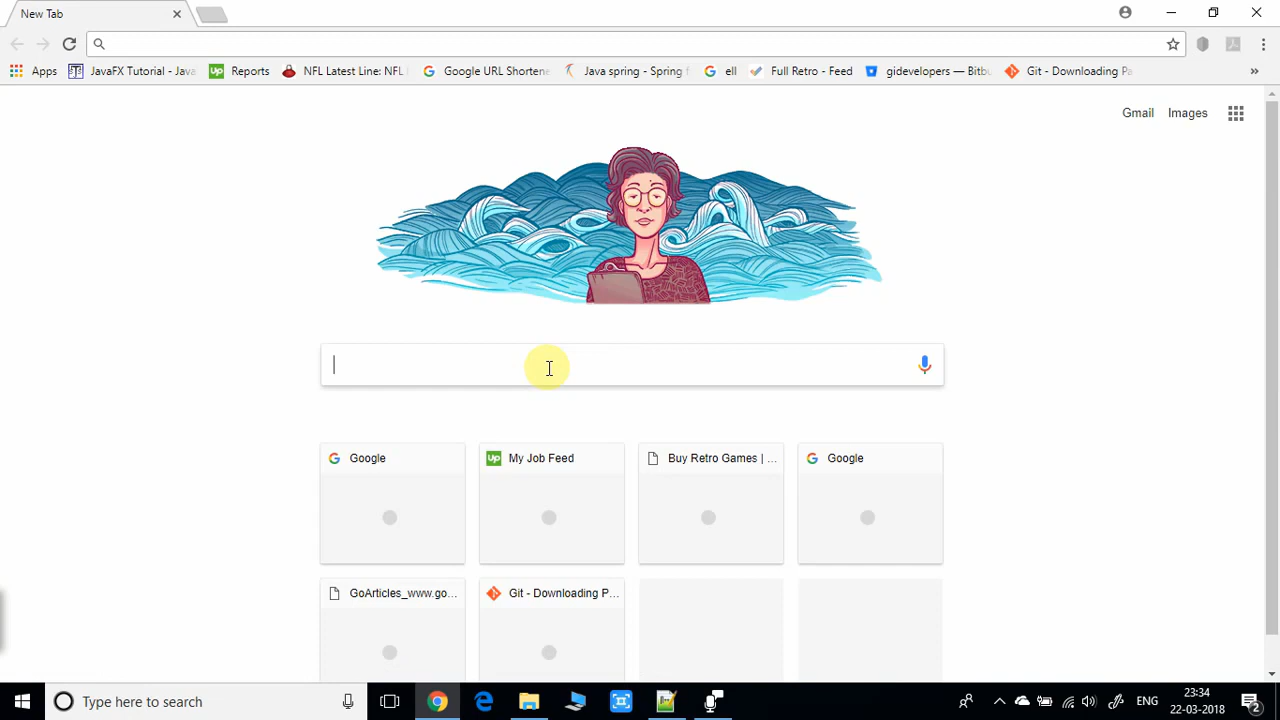 New Tab
Apps JavaFX Tutorial - Java Reports NFL Latest Line: NFL Google URL Shortene Java spring - Spring f ell Full Retro - Feed gidevelopers — Bitbu Git - Downloading Pa »
Gmail Images
Google My Job Feed Buy Retro Games | ... Google
GoArticles_www.go... Git - Downloading P...
Type here to search ENG 23:34
22-03-2018 2